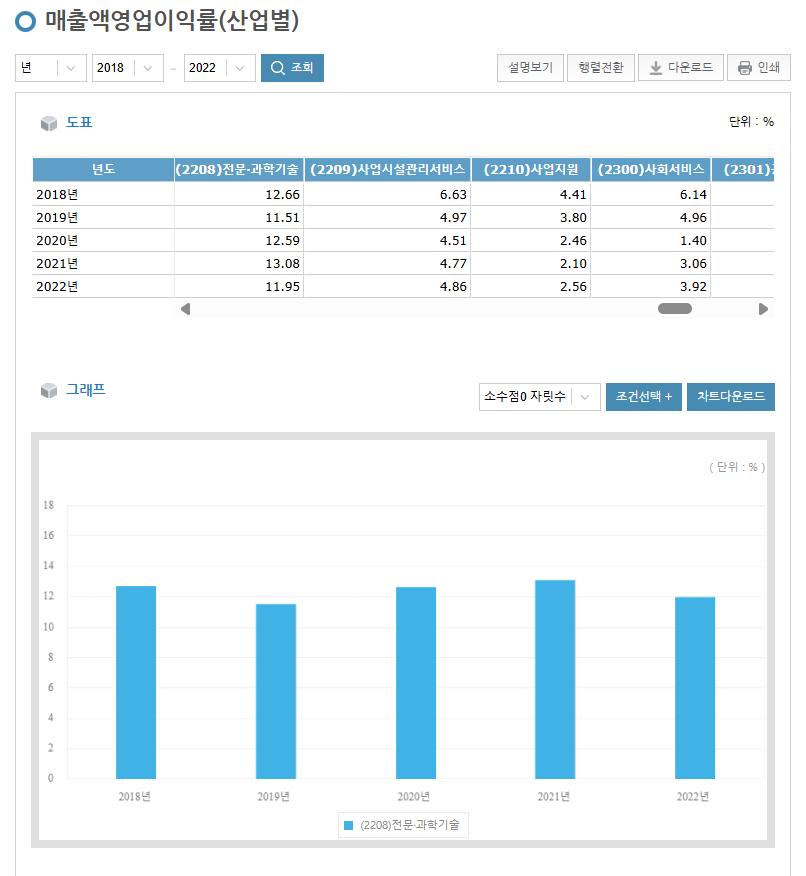 매출액영업이익률(산업별)
년 2018 ~ 2022 조회 설명보기 행렬전환 다운로드 인쇄
도표 단위 : %
년도 (2208)전문·과학기술 (2209)사업시설관리서비스 (2210)사업지원 (2300)사회서비스 (2301)
2018년 12.66 6.63 4.41 6.14
2019년 11.51 4.97 3.80 4.96
2020년 12.59 4.51 2.46 1.40
2021년 13.08 4.77 2.10 3.06
2022년 11.95 4.86 2.56 3.92
그래프 소수점0 자릿수 조건선택 + 차트다운로드
( 단위 : % )
18
16
14
12
10
8
6
4
2
0
2018년 2019년 2020년 2021년 2022년
(2208)전문·과학기술